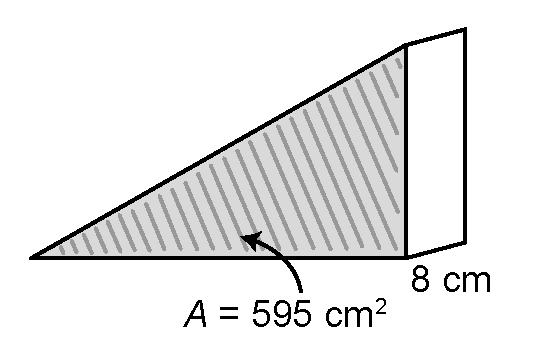 8 cm
A = 595 cm²